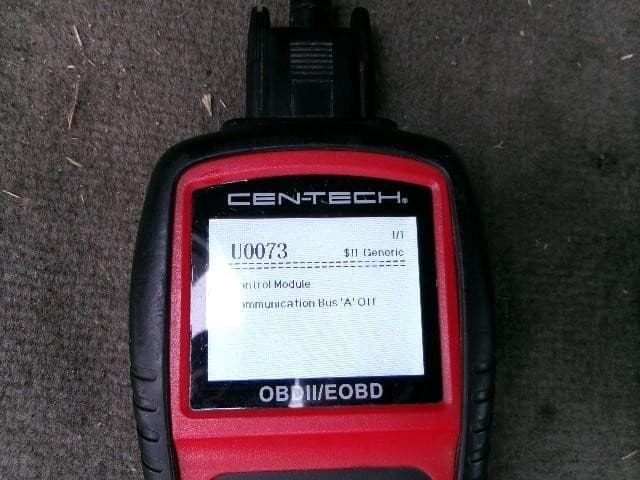 CEN-TECH®
1/1
U0073 $11 Generic
ontrol Module
ommunication Bus 'A' Off
OBDII/EOBD